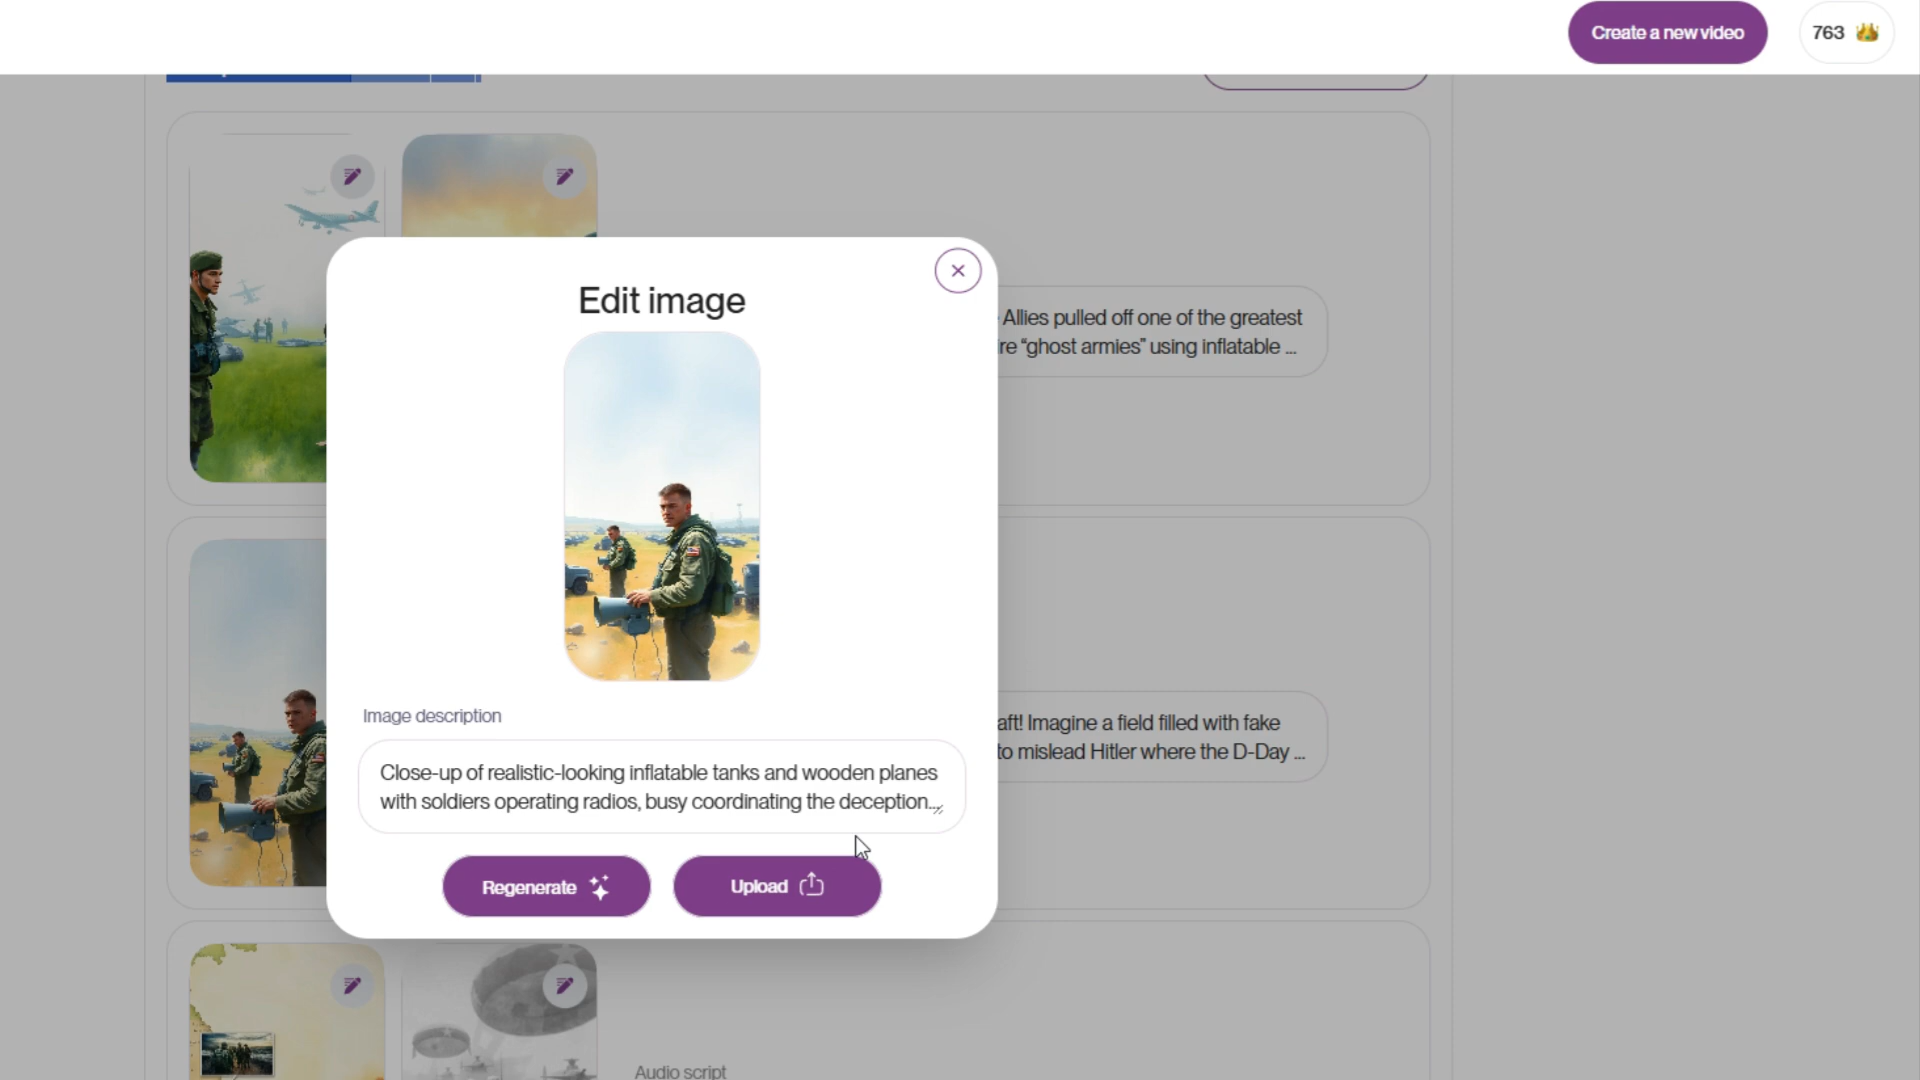 Create a new video
763
Edit image
Allies pulled off one of the greatest
re “ghost armies” using inflatable ...
Image description
Close-up of realistic-looking inflatable tanks and wooden planes
with soldiers operating radios, busy coordinating the deception...
aft! Imagine a field filled with fake
to mislead Hitler where the D-Day ...
Regenerate
Upload
Audio script